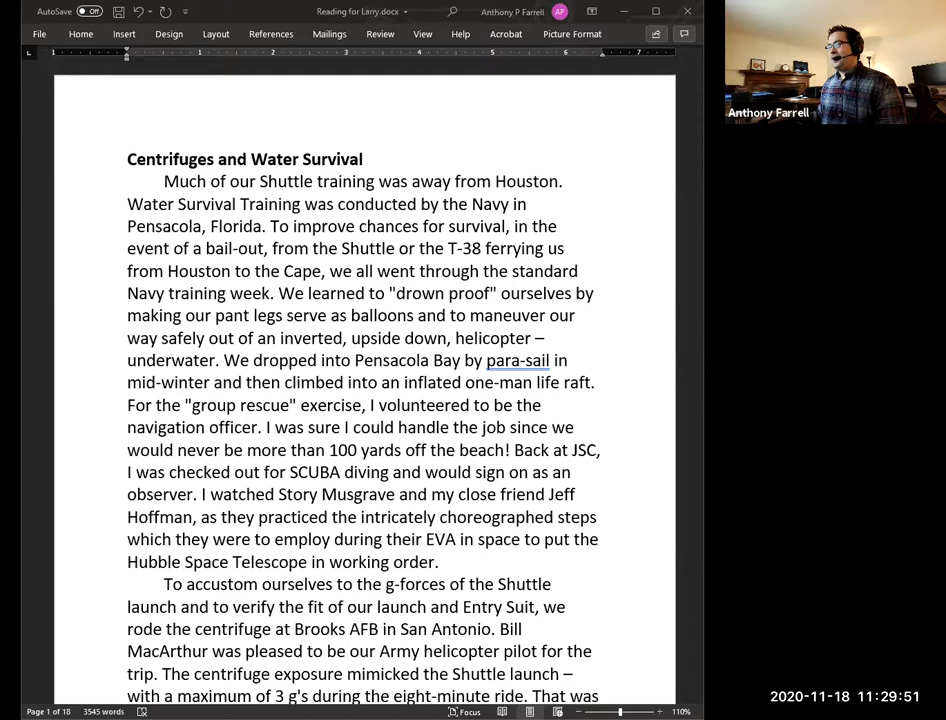 AutoSave Off Reading for Larry.docx Anthony P Farrell AP
File Home Insert Design Layout References Mailings Review View Help Acrobat Picture Format
1 1 2 3 4 5 6 7
Anthony Farrell
Centrifuges and Water Survival
Much of our Shuttle training was away from Houston.
Water Survival Training was conducted by the Navy in
Pensacola, Florida. To improve chances for survival, in the
event of a bail-out, from the Shuttle or the T-38 ferrying us
from Houston to the Cape, we all went through the standard
Navy training week. We learned to "drown proof" ourselves by
making our pant legs serve as balloons and to maneuver our
way safely out of an inverted, upside down, helicopter –
underwater. We dropped into Pensacola Bay by para-sail in
mid-winter and then climbed into an inflated one-man life raft.
For the "group rescue" exercise, I volunteered to be the
navigation officer. I was sure I could handle the job since we
would never be more than 100 yards off the beach! Back at JSC,
I was checked out for SCUBA diving and would sign on as an
observer. I watched Story Musgrave and my close friend Jeff
Hoffman, as they practiced the intricately choreographed steps
which they were to employ during their EVA in space to put the
Hubble Space Telescope in working order.
To accustom ourselves to the g-forces of the Shuttle
launch and to verify the fit of our launch and Entry Suit, we
rode the centrifuge at Brooks AFB in San Antonio. Bill
MacArthur was pleased to be our Army helicopter pilot for the
trip. The centrifuge exposure mimicked the Shuttle launch –
with a maximum of 3 g's during the eight-minute ride. That was
Page 1 of 18 3545 words Focus 110%
2020-11-18 11:29:51